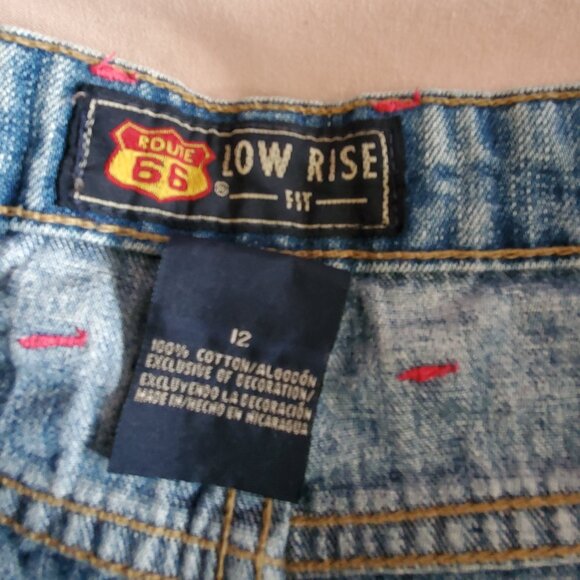 ROUTE
66 ®
LOW RISE
FIT
12
100% COTTON/ALGODÓN
EXCLUSIVE OF DECORATION/
EXCLUYENDO LA DECORACIÓN
MADE IN/HECHO EN NICARAGUA